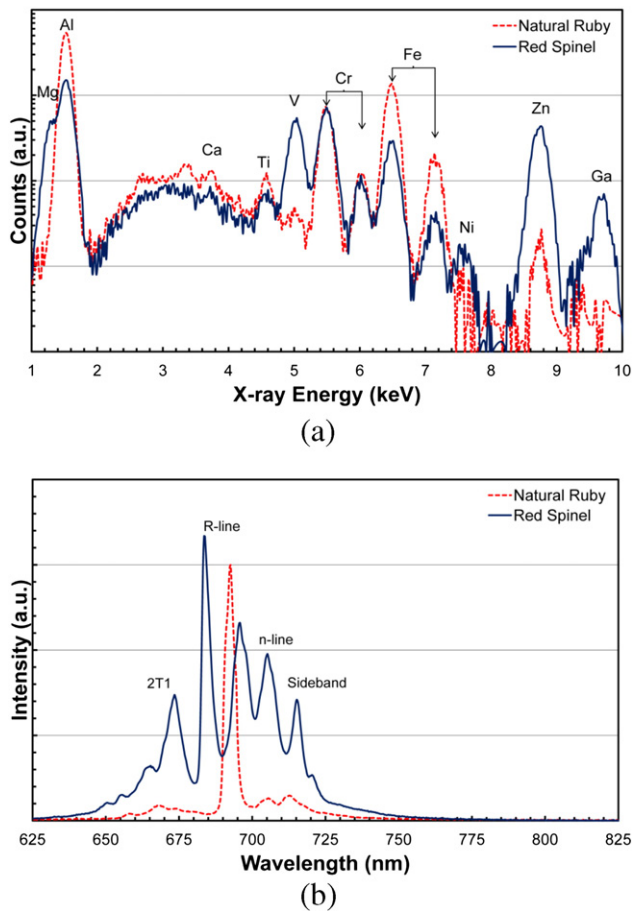 Natural Ruby
Red Spinel
Al
Mg
Ca
Ti
V
Cr
Fe
Ni
Zn
Ga
Counts (a.u.)
1 2 3 4 5 6 7 8 9 10
X-ray Energy (keV)
(a)
Natural Ruby
Red Spinel
R-line
n-line
2T1
Sideband
Intensity (a.u.)
625 650 675 700 725 750 775 800 825
Wavelength (nm)
(b)